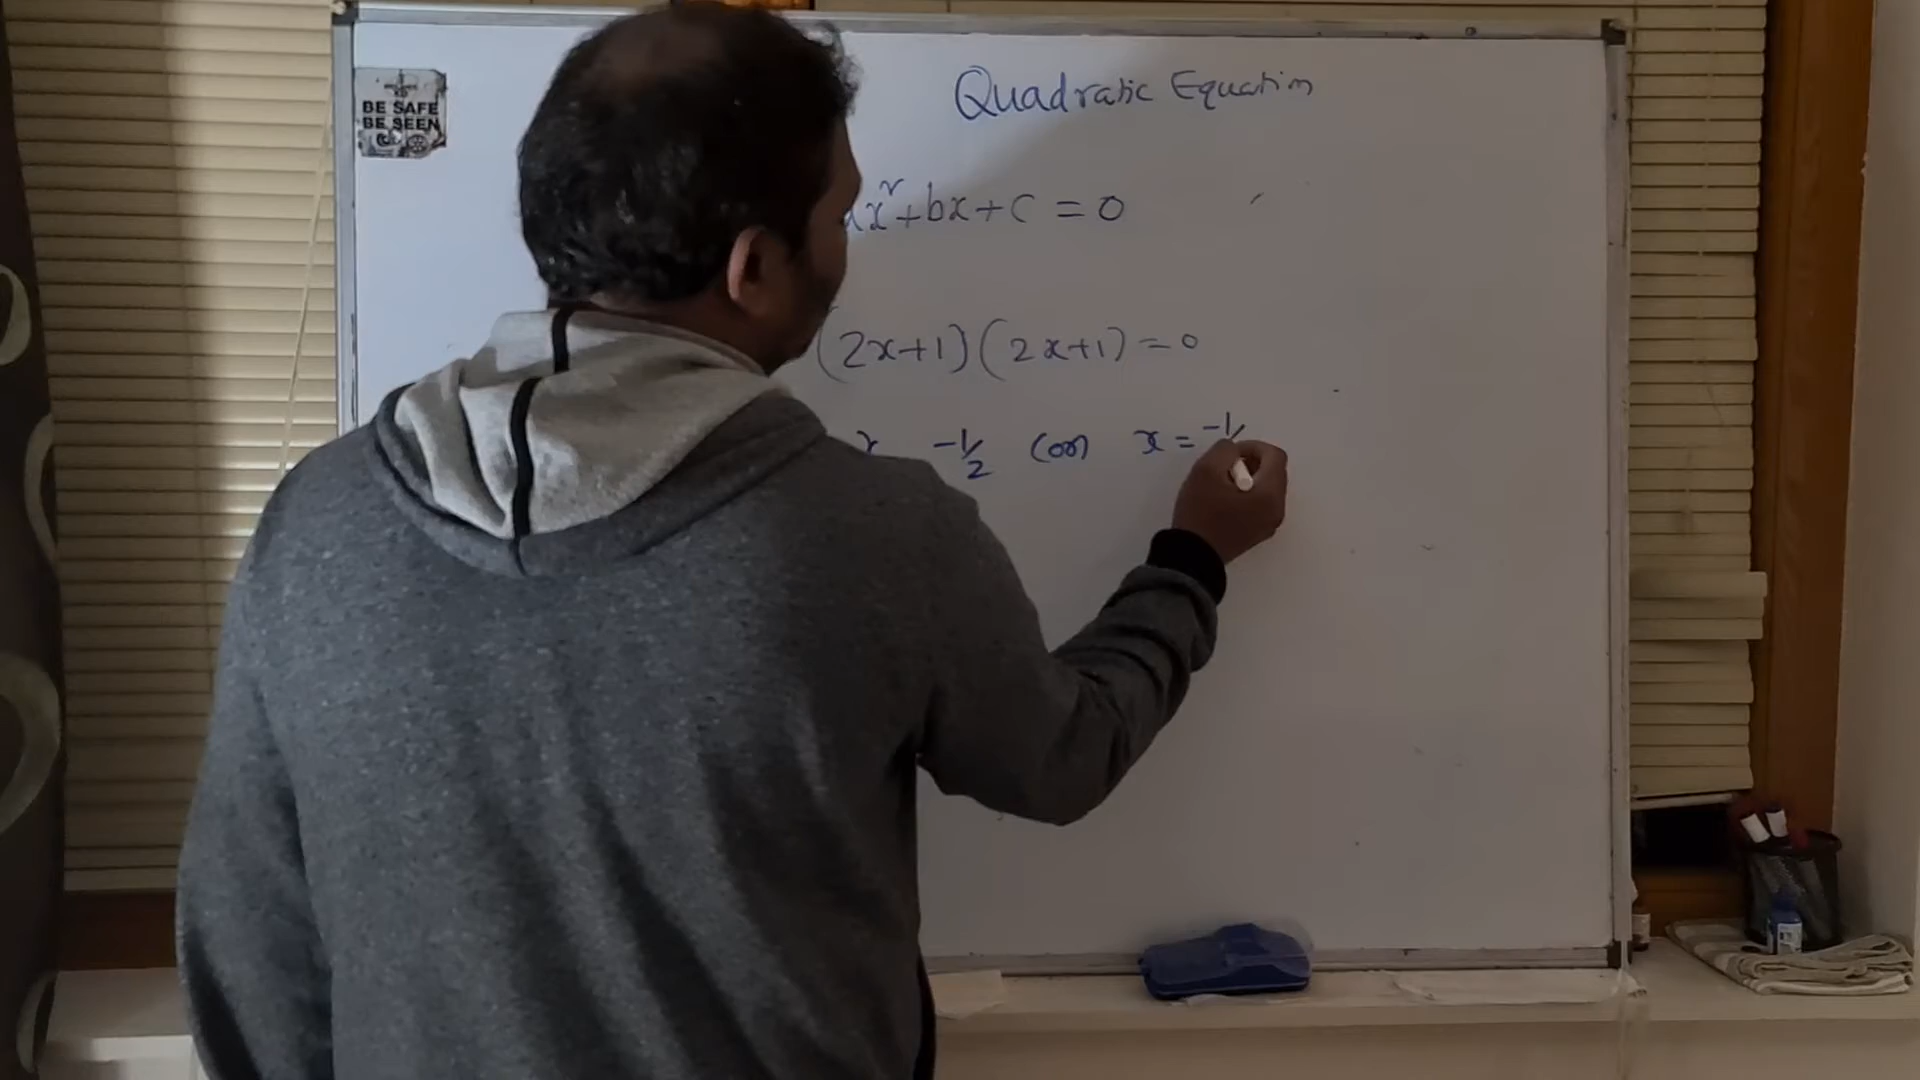 BE SAFE
BE SEEN
Quadratic Equation
x²+bx+c = 0
(2x+1)(2x+1) = 0
x -1/2 (or) x = -1/